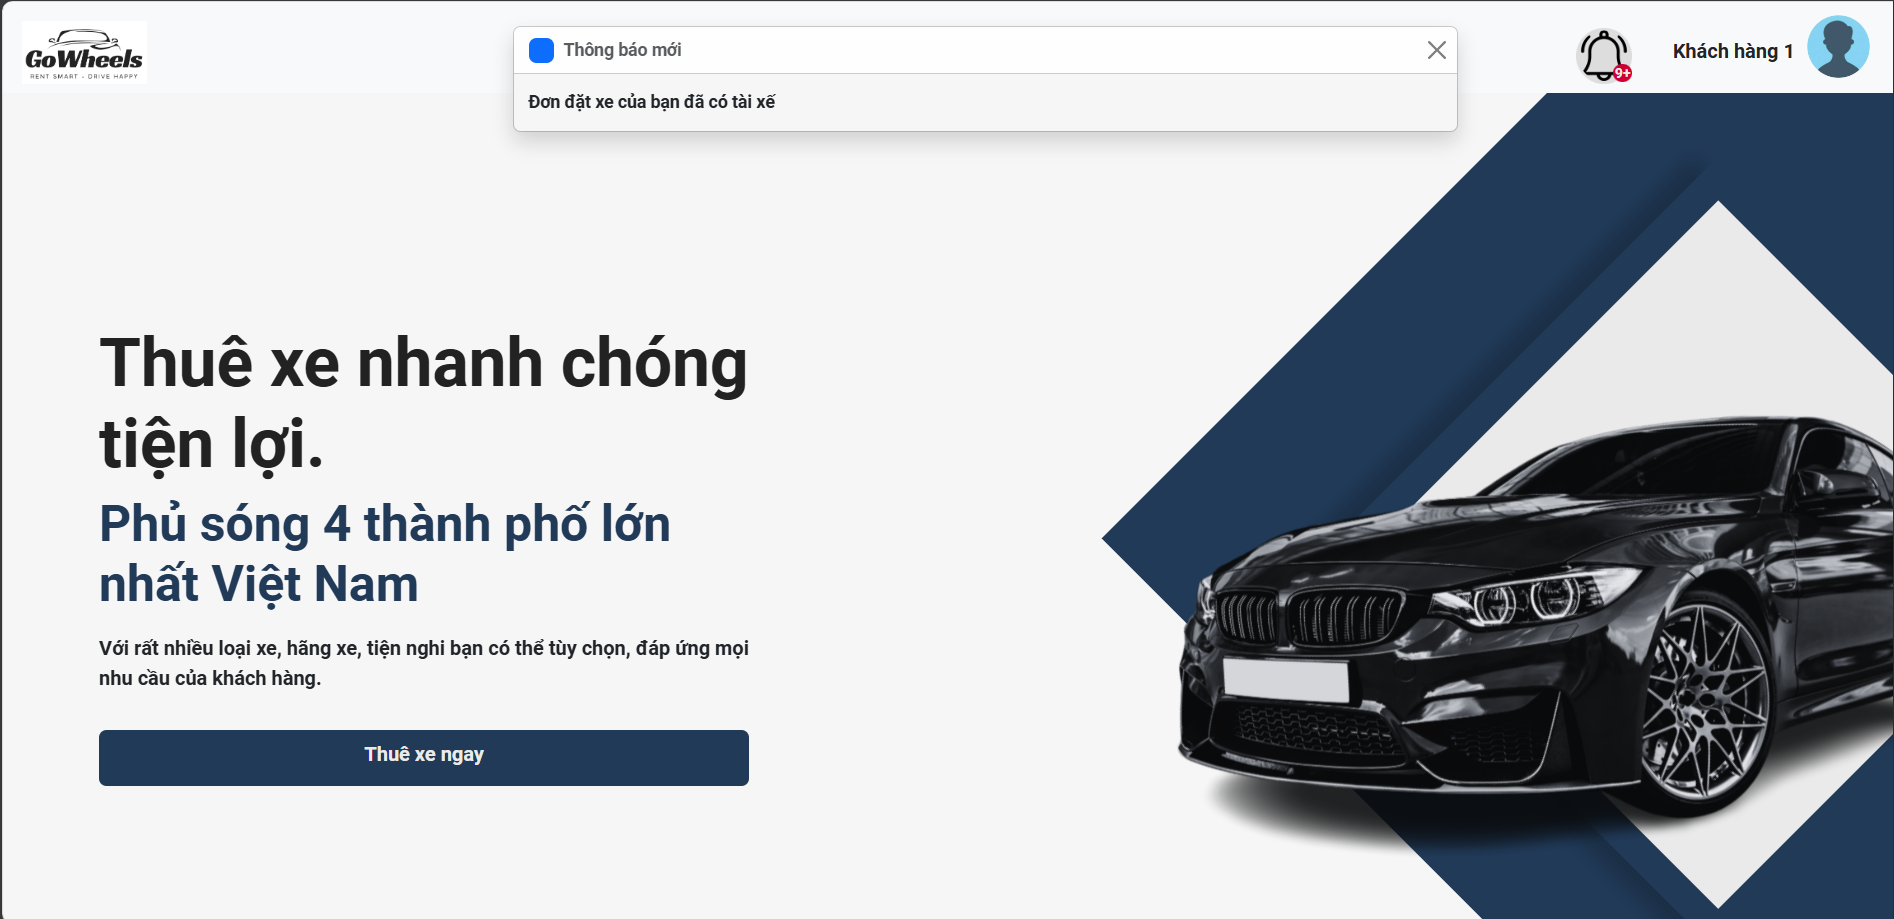 GoWheels
RENT SMART - DRIVE HAPPY
Thông báo mới
Đơn đặt xe của bạn đã có tài xế
9+
Khách hàng 1
Thuê xe nhanh chóng
tiện lợi.
Phủ sóng 4 thành phố lớn
nhất Việt Nam
Với rất nhiều loại xe, hãng xe, tiện nghi bạn có thể tùy chọn, đáp ứng mọi
nhu cầu của khách hàng.
Thuê xe ngay